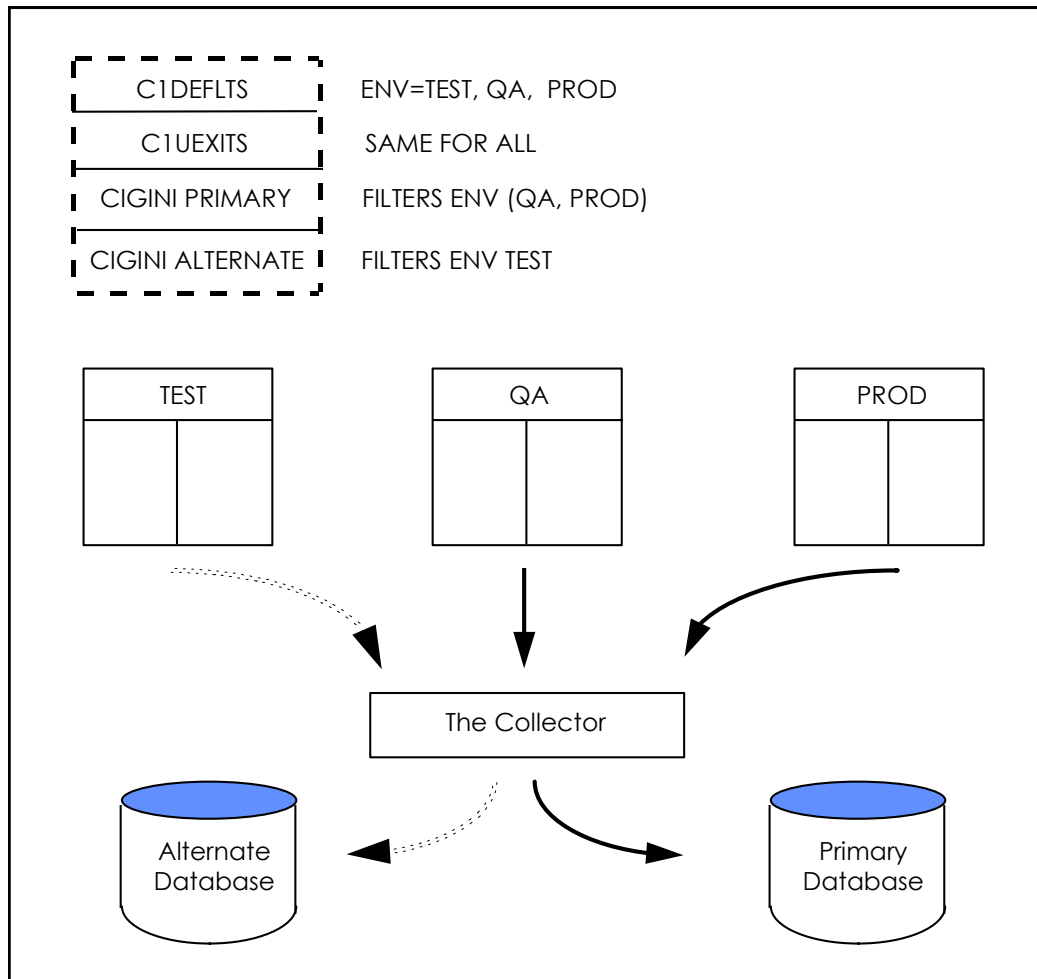 C1DEFLTS ENV=TEST, QA, PROD
C1UEXITS SAME FOR ALL
CIGINI PRIMARY FILTERS ENV (QA, PROD)
CIGINI ALTERNATE FILTERS ENV TEST
TEST QA PROD
The Collector
Alternate
Database
Primary
Database